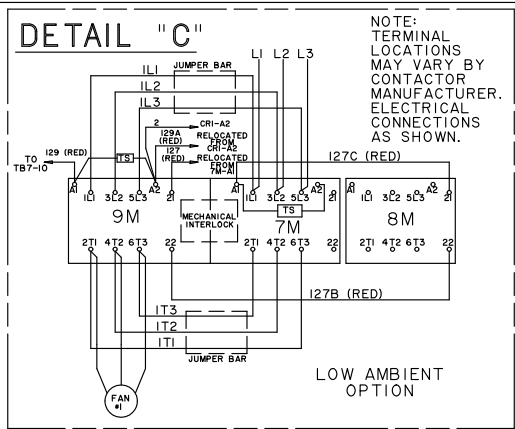 DETAIL "C"
NOTE:
TERMINAL
LOCATIONS
MAY VARY BY
CONTACTOR
MANUFACTURER.
ELECTRICAL
CONNECTIONS
AS SHOWN.
JUMPER BAR
L1 L2 L3
1L1
1L2
1L3
2
CR1-A2
129A
(RED)
RELOCATED
FROM
CR1-A2
127
(RED)
RELOCATED
FROM
7M-A1
129 (RED)
TO
TB7-10
TS
127C (RED)
A1 1L1 3L2 5L3 A2 21
A1 1L1 3L2 5L3 A2 21
A1 1L1 3L2 5L3 A2 21
9M
MECHANICAL
INTERLOCK
TS
7M
8M
2T1 4T2 6T3 22
2T1 4T2 6T3 22
2T1 4T2 6T3 22
127B (RED)
1T3
1T2
1T1
JUMPER BAR
FAN
#1
LOW AMBIENT
OPTION